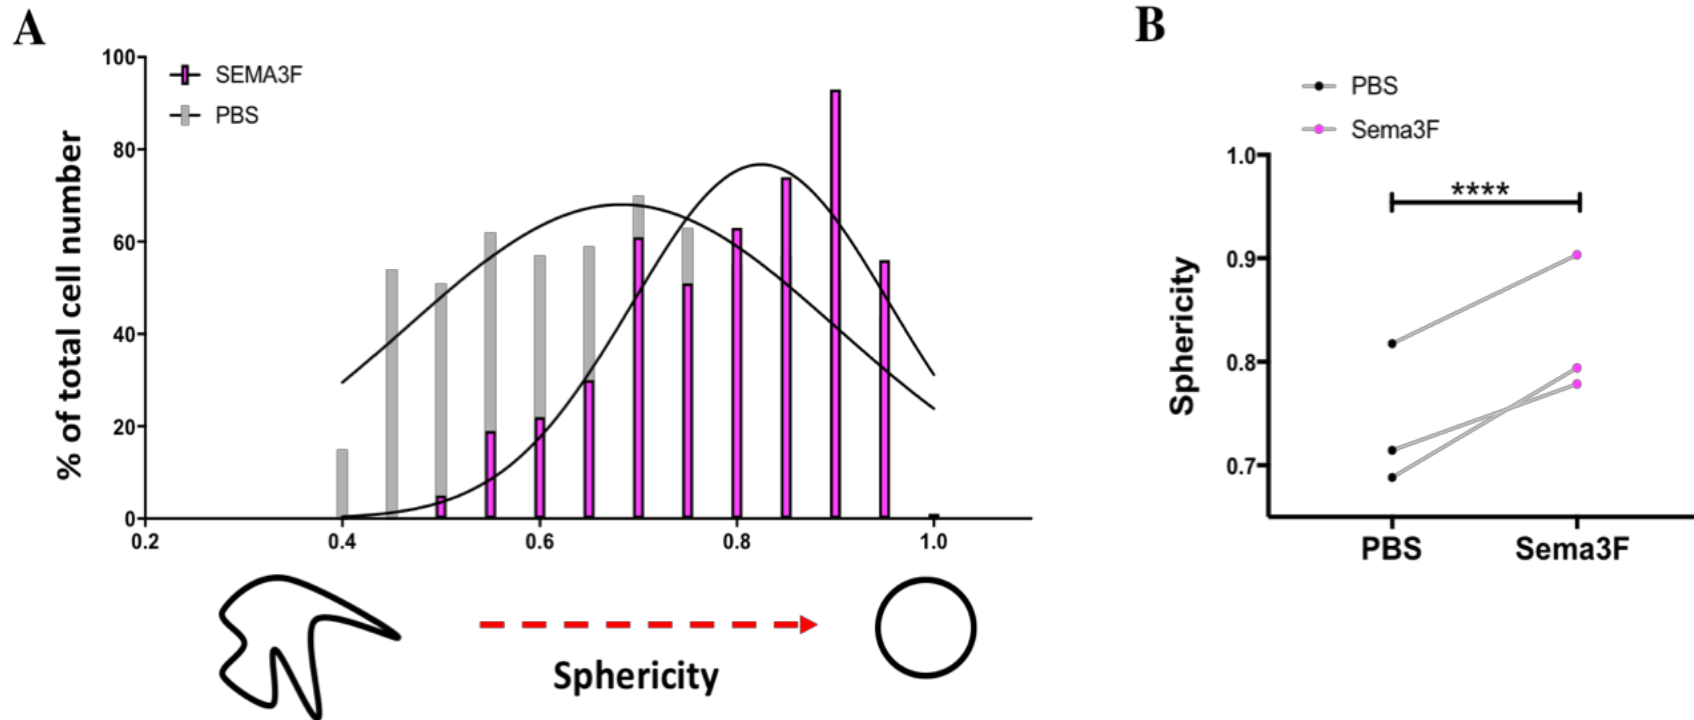 A
% of total cell number
100
80
60
40
20
0
SEMA3F
PBS
0.2 0.4 0.6 0.8 1.0
Sphericity
B
PBS
Sema3F
Sphericity
1.0
0.9
0.8
0.7
****
PBS Sema3F